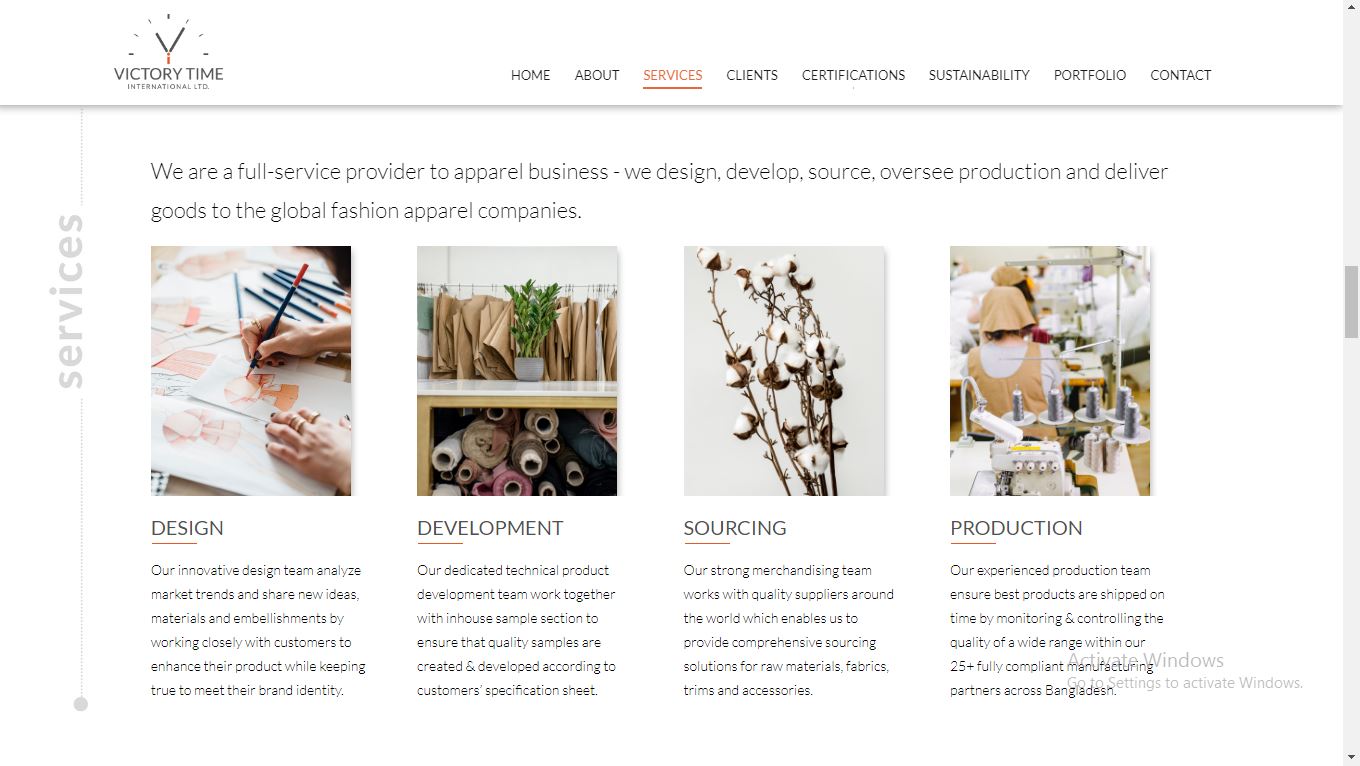 VICTORY TIME
INTERNATIONAL LTD.
HOME ABOUT SERVICES CLIENTS CERTIFICATIONS SUSTAINABILITY PORTFOLIO CONTACT
services
We are a full-service provider to apparel business - we design, develop, source, oversee production and deliver
goods to the global fashion apparel companies.
DESIGN
Our innovative design team analyze
market trends and share new ideas,
materials and embellishments by
working closely with customers to
enhance their product while keeping
true to meet their brand identity.
DEVELOPMENT
Our dedicated technical product
development team work together
with inhouse sample section to
ensure that quality samples are
created & developed according to
customers’ specification sheet.
SOURCING
Our strong merchandising team
works with quality suppliers around
the world which enables us to
provide comprehensive sourcing
solutions for raw materials, fabrics,
trims and accessories.
PRODUCTION
Our experienced production team
ensure best products are shipped on
time by monitoring & controlling the
quality of a wide range within our
25+ fully compliant manufacturing
partners across Bangladesh.
Activate Windows
Go to Settings to activate Windows.